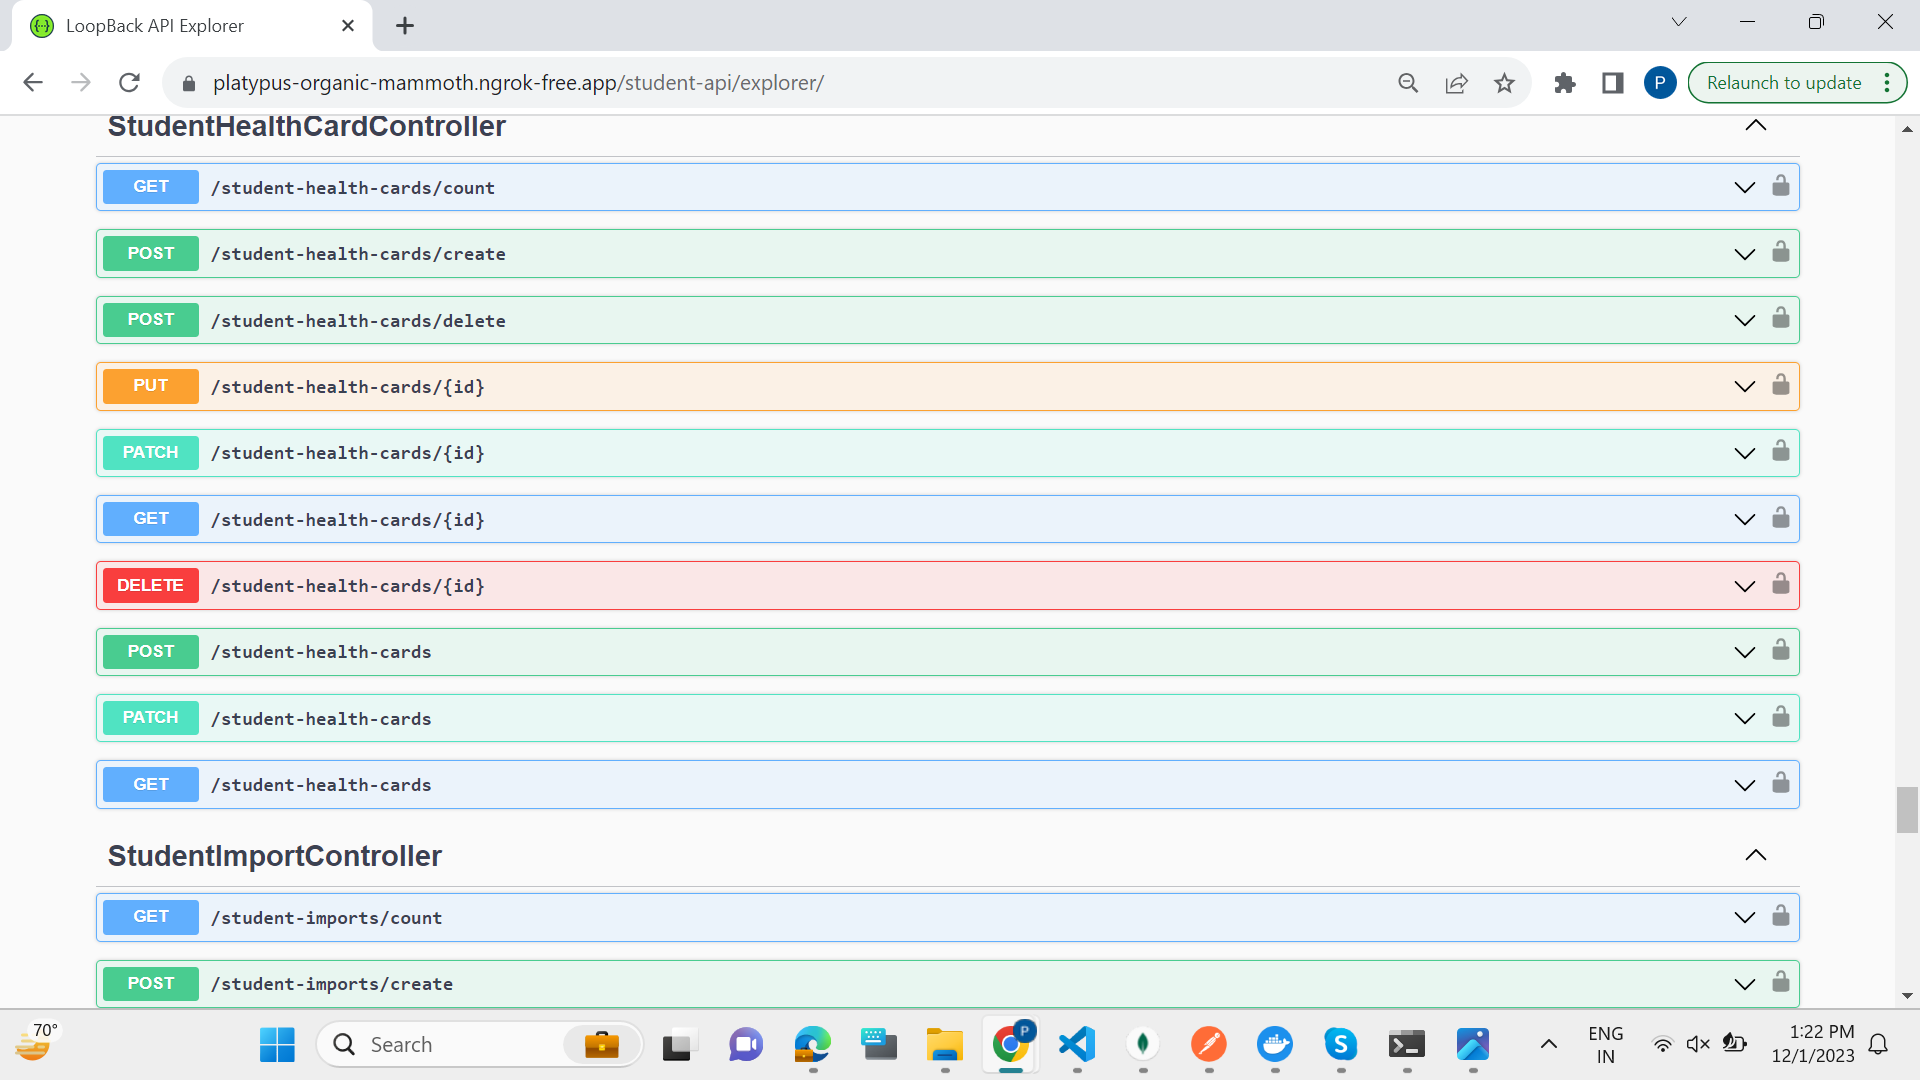 LoopBack API Explorer
platypus-organic-mammoth.ngrok-free.app/student-api/explorer/
P
Relaunch to update
StudentHealthCardController
GET /student-health-cards/count
POST /student-health-cards/create
POST /student-health-cards/delete
PUT /student-health-cards/{id}
PATCH /student-health-cards/{id}
GET /student-health-cards/{id}
DELETE /student-health-cards/{id}
POST /student-health-cards
PATCH /student-health-cards
GET /student-health-cards
StudentImportController
GET /student-imports/count
POST /student-imports/create
70°
Search
P
S
ENG
IN
1:22 PM
12/1/2023